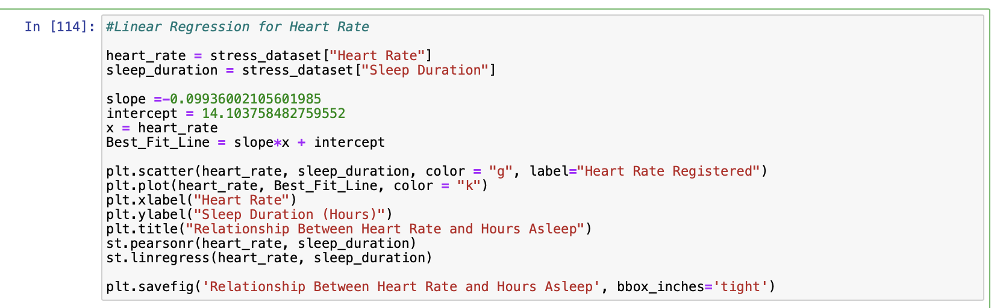 In [114]:
#Linear Regression for Heart Rate
heart_rate = stress_dataset["Heart Rate"]
sleep_duration = stress_dataset["Sleep Duration"]
slope =-0.09936002105601985
intercept = 14.103758482759552
x = heart_rate
Best_Fit_Line = slope*x + intercept
plt.scatter(heart_rate, sleep_duration, color = "g", label="Heart Rate Registered")
plt.plot(heart_rate, Best_Fit_Line, color = "k")
plt.xlabel("Heart Rate")
plt.ylabel("Sleep Duration (Hours)")
plt.title("Relationship Between Heart Rate and Hours Asleep")
st.pearsonr(heart_rate, sleep_duration)
st.linregress(heart_rate, sleep_duration)
plt.savefig('Relationship Between Heart Rate and Hours Asleep', bbox_inches='tight')